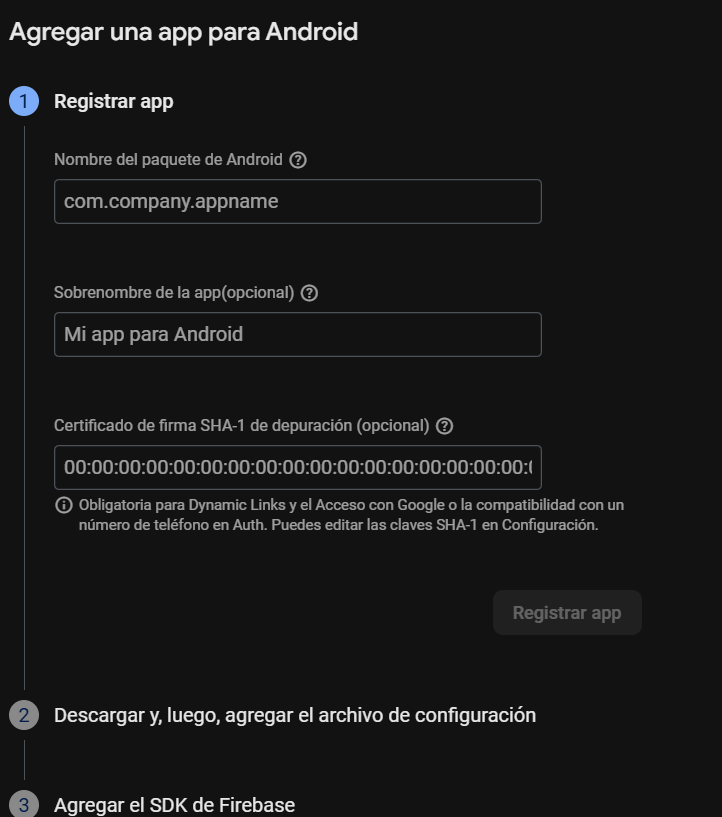 Agregar una app para Android
1 Registrar app
Nombre del paquete de Android ?
com.company.appname
Sobrenombre de la app(opcional) ?
Mi app para Android
Certificado de firma SHA-1 de depuración (opcional) ?
00:00:00:00:00:00:00:00:00:00:00:00:00:00:00:00:00:
Obligatoria para Dynamic Links y el Acceso con Google o la compatibilidad con un
número de teléfono en Auth. Puedes editar las claves SHA-1 en Configuración.
Registrar app
2 Descargar y, luego, agregar el archivo de configuración
3 Agregar el SDK de Firebase